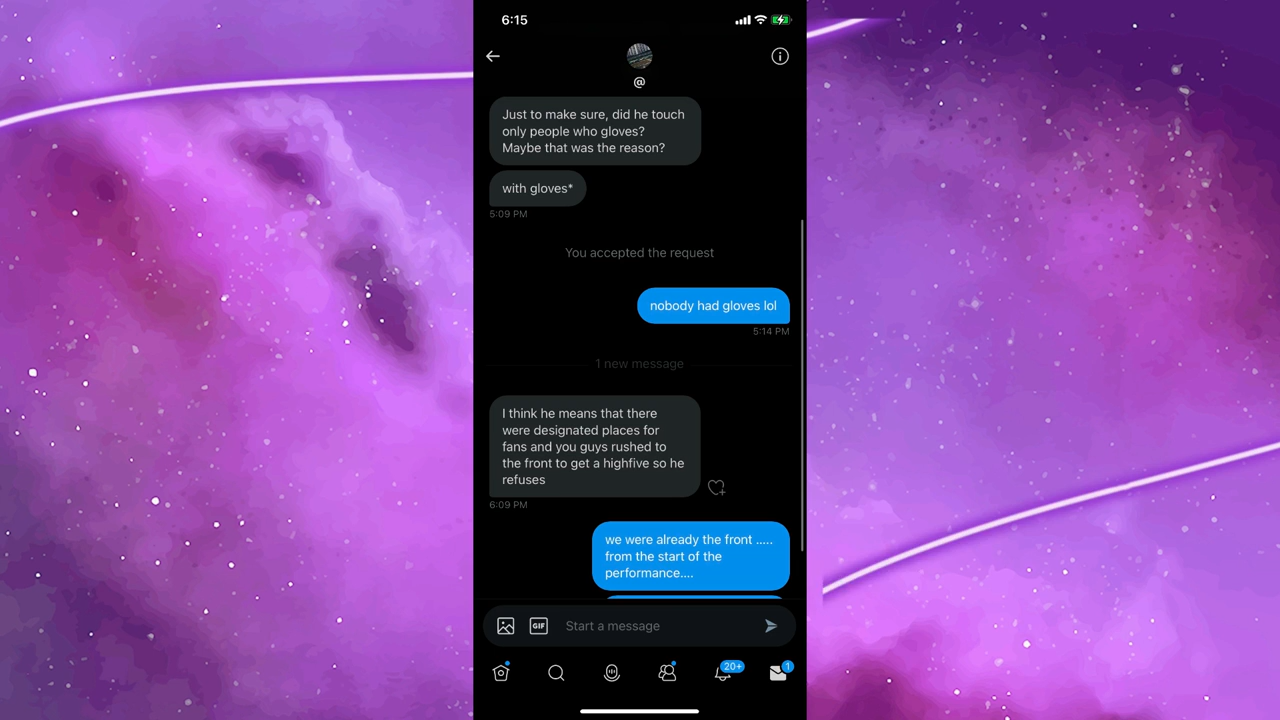 6:15
@
Just to make sure, did he touch
only people who gloves?
Maybe that was the reason?
with gloves*
5:09 PM
You accepted the request
nobody had gloves lol
5:14 PM
1 new message
I think he means that there
were designated places for
fans and you guys rushed to
the front to get a highfive so he
refuses
6:09 PM
we were already the front .....
from the start of the
performance....
GIF
Start a message
20+
1